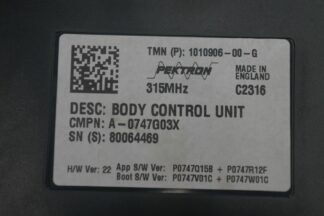 TMN (P): 1010906-00-G
PEKTRON
MADE IN
ENGLAND
315MHz
C2316
DESC: BODY CONTROL UNIT
CMPN: A-0747G03X
SN (S): 80064469
H/W Ver: 22 App S/W Ver: P0747Q15B + P0747R12F
Boot S/W Ver: P0747V01C + P0747W01C